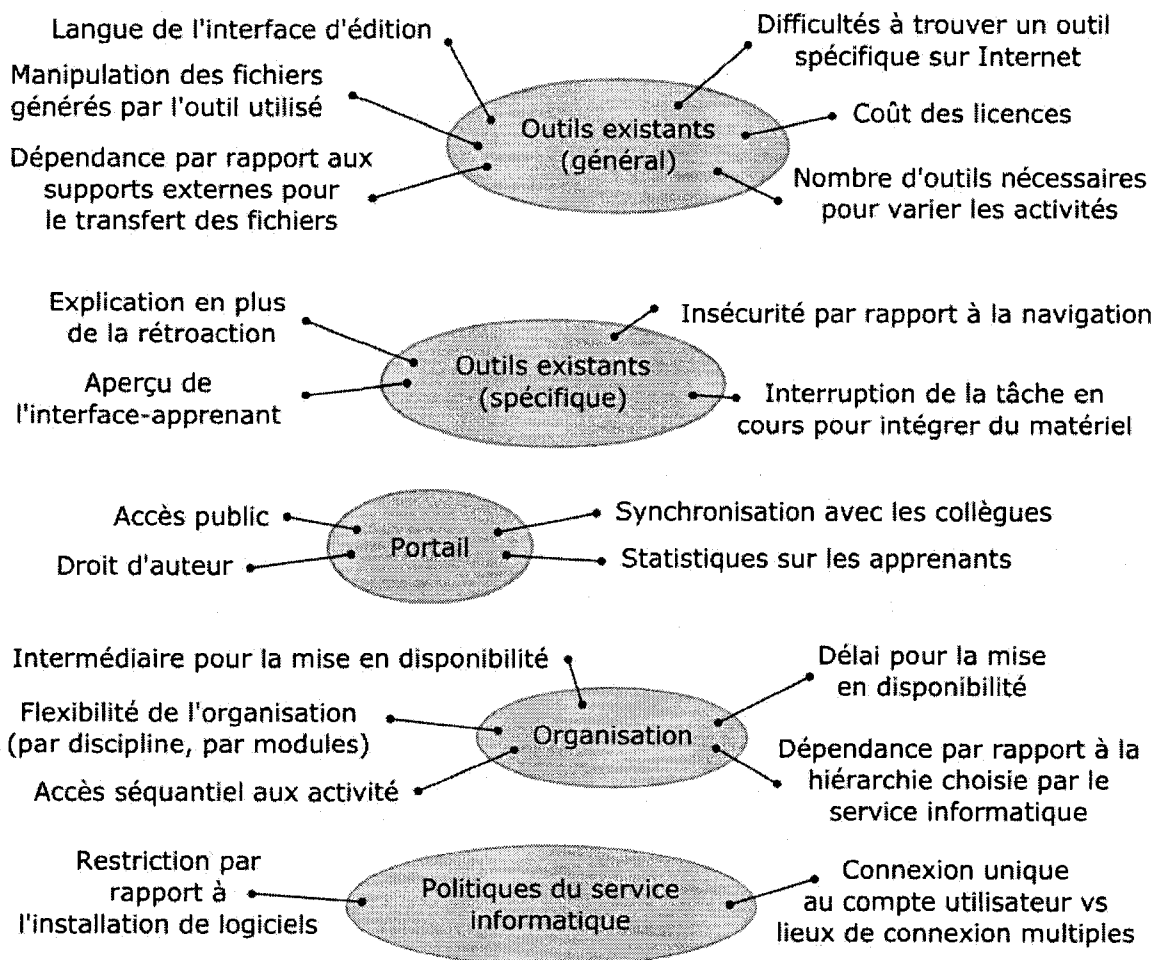 Langue de l'interface d'édition
Manipulation des fichiers
générés par l'outil utilisé
Dépendance par rapport aux
supports externes pour
le transfert des fichiers
Outils existants
(général)
Difficultés à trouver un outil
spécifique sur Internet
Coût des licences
Nombre d'outils nécessaires
pour varier les activités
Explication en plus
de la rétroaction
Aperçu de
l'interface-apprenant
Outils existants
(spécifique)
Insécurité par rapport à la navigation
Interruption de la tâche en
cours pour intégrer du matériel
Accès public
Droit d'auteur
Portail
Synchronisation avec les collègues
Statistiques sur les apprenants
Intermédiaire pour la mise en disponibilité
Flexibilité de l'organisation
(par discipline, par modules)
Accès séquantiel aux activité
Organisation
Délai pour la mise
en disponibilité
Dépendance par rapport à la
hiérarchie choisie par le
service informatique
Restriction par
rapport à
l'installation de logiciels
Politiques du service
informatique
Connexion unique
au compte utilisateur vs
lieux de connexion multiples